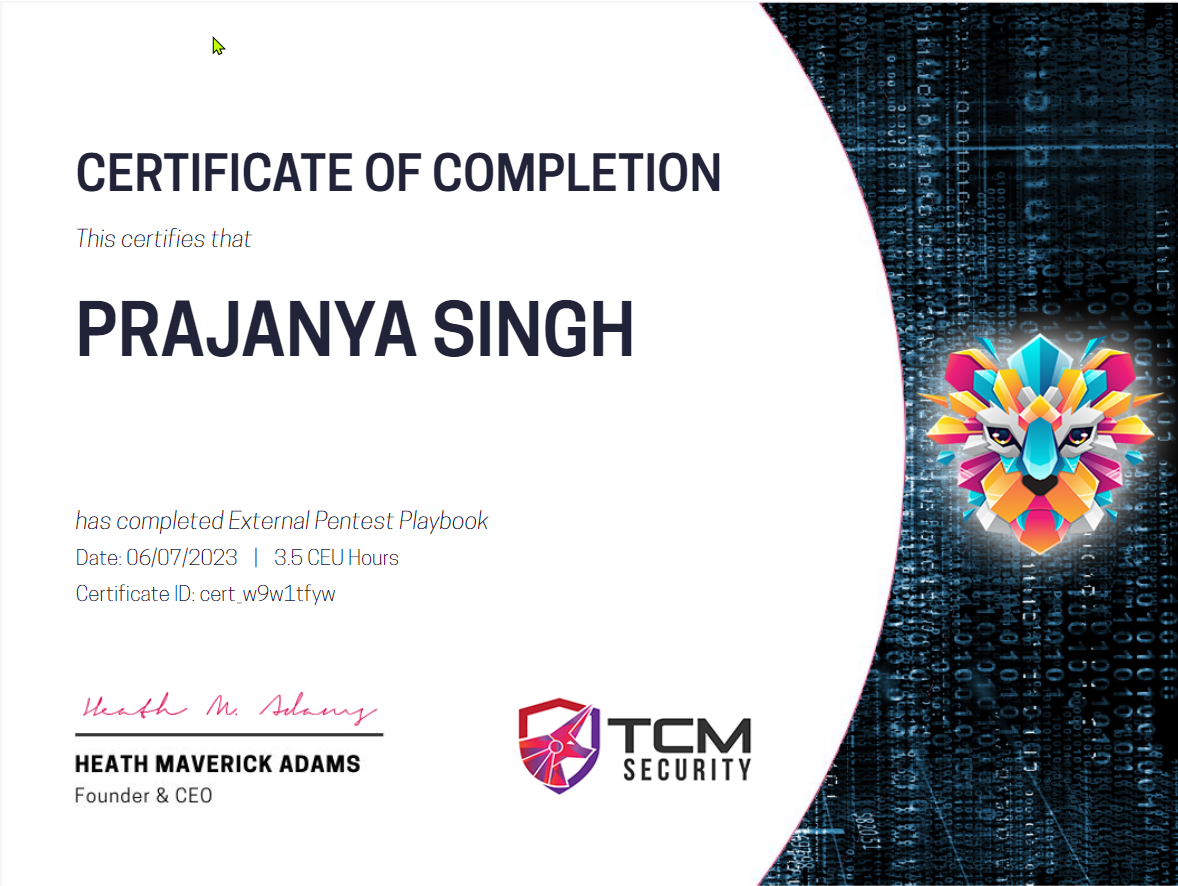 CERTIFICATE OF COMPLETION
This certifies that
PRAJANYA SINGH
has completed External Pentest Playbook
Date: 06/07/2023 | 3.5 CEU Hours
Certificate ID: cert_w9w1tfyw
Heath M. Adams
HEATH MAVERICK ADAMS
Founder & CEO
TCM
SECURITY